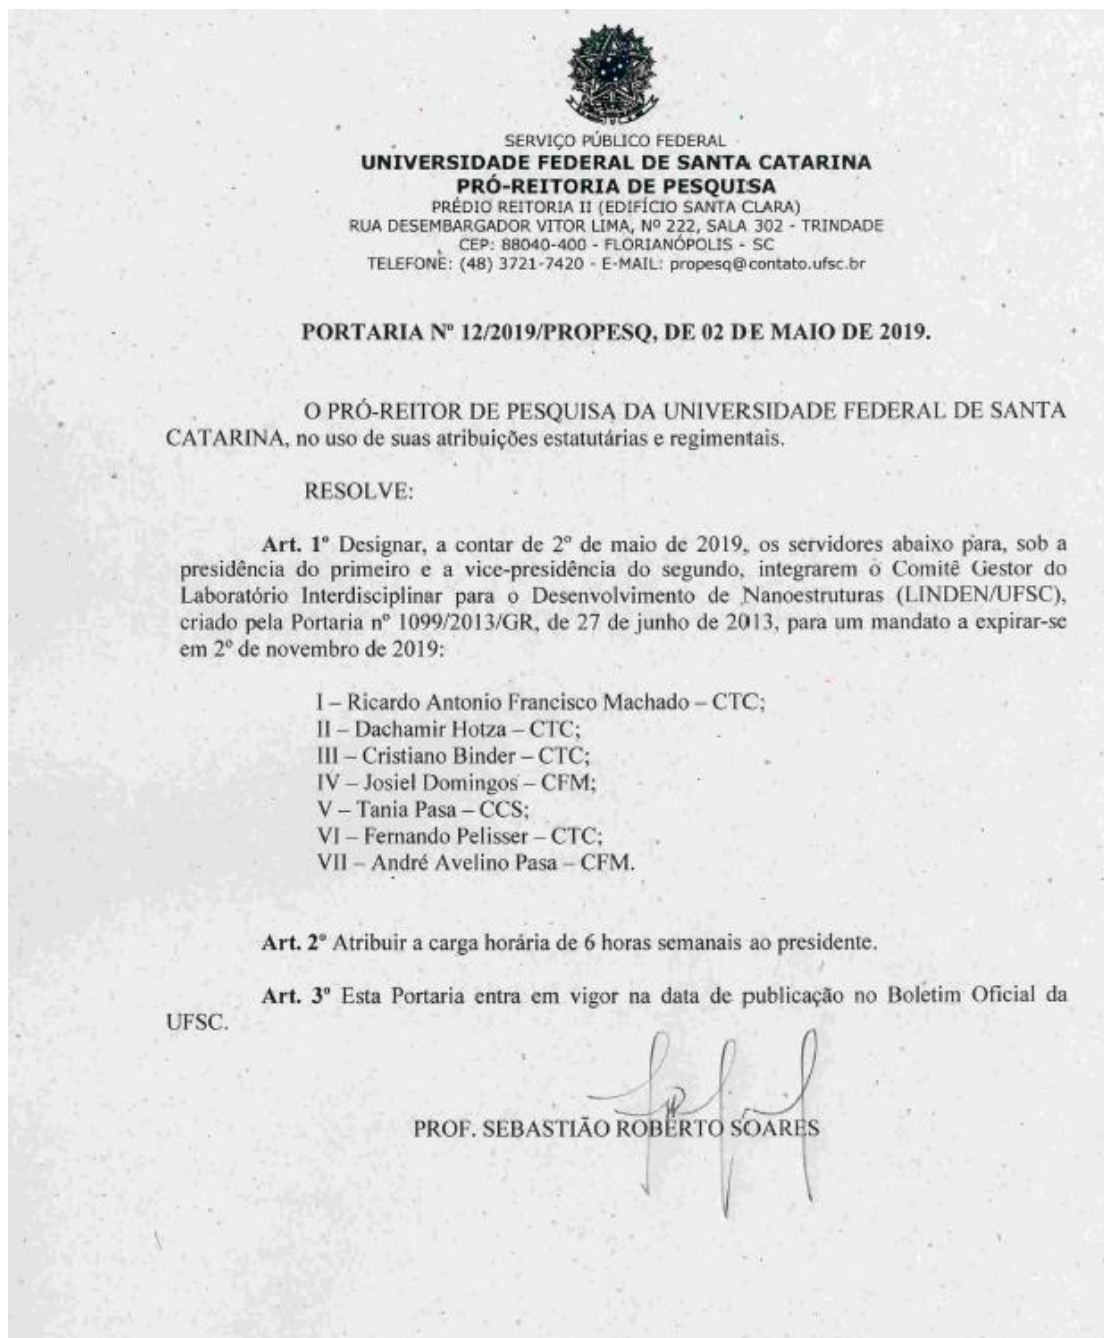 SERVIÇO PÚBLICO FEDERAL
UNIVERSIDADE FEDERAL DE SANTA CATARINA
PRÓ-REITORIA DE PESQUISA
PRÉDIO REITORIA II (EDIFÍCIO SANTA CLARA)
RUA DESEMBARGADOR VITOR LIMA, Nº 222, SALA 302 - TRINDADE
CEP: 88040-400 - FLORIANÓPOLIS - SC
TELEFONE: (48) 3721-7420 - E-MAIL: propesq@contato.ufsc.br
PORTARIA Nº 12/2019/PROPESQ, DE 02 DE MAIO DE 2019.
O PRÓ-REITOR DE PESQUISA DA UNIVERSIDADE FEDERAL DE SANTA
CATARINA, no uso de suas atribuições estatutárias e regimentais.
RESOLVE:
Art. 1º Designar, a contar de 2º de maio de 2019, os servidores abaixo para, sob a
presidência do primeiro e a vice-presidência do segundo, integrarem o Comitê Gestor do
Laboratório Interdisciplinar para o Desenvolvimento de Nanoestruturas (LINDEN/UFSC),
criado pela Portaria nº 1099/2013/GR, de 27 de junho de 2013, para um mandato a expirar-se
em 2º de novembro de 2019:
I – Ricardo Antonio Francisco Machado – CTC;
II – Dachamir Hotza – CTC;
III – Cristiano Binder – CTC;
IV – Josiel Domingos – CFM;
V – Tania Pasa – CCS;
VI – Fernando Pelisser – CTC;
VII – André Avelino Pasa – CFM.
Art. 2º Atribuir a carga horária de 6 horas semanais ao presidente.
Art. 3º Esta Portaria entra em vigor na data de publicação no Boletim Oficial da
UFSC.
PROF. SEBASTIÃO ROBERTO SOARES